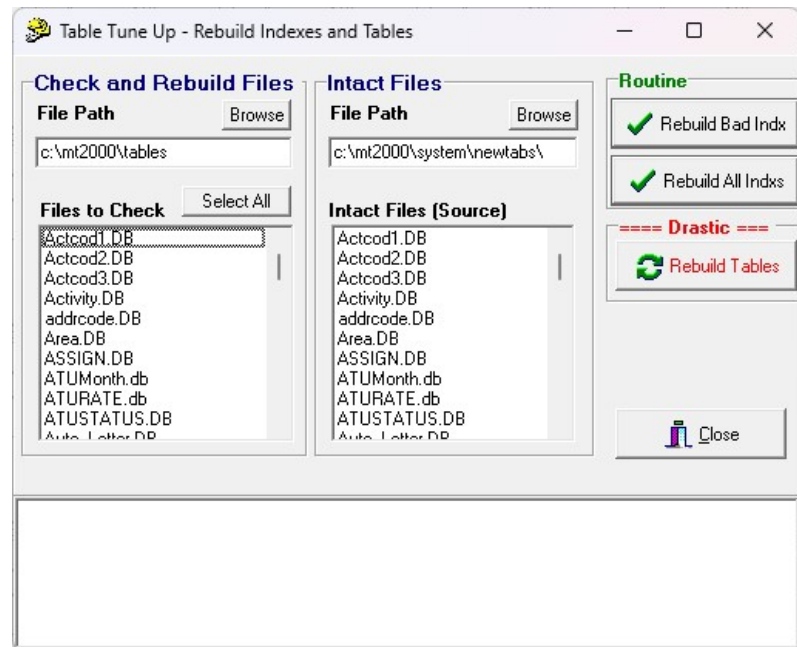 Table Tune Up - Rebuild Indexes and Tables
Check and Rebuild Files
File Path
Browse
c:\mt2000\tables
Files to Check
Select All
Actcod1.DB
Actcod2.DB
Actcod3.DB
Activity.DB
addrcode.DB
Area.DB
ASSIGN.DB
ATUMonth.db
ATURATE.db
ATUSTATUS.DB
Auto_Letter.DB
Intact Files
File Path
Browse
c:\mt2000\system\newtabs\
Intact Files (Source)
Actcod1.DB
Actcod2.DB
Actcod3.DB
Activity.DB
addrcode.DB
Area.DB
ASSIGN.DB
ATUMonth.db
ATURATE.db
ATUSTATUS.DB
Auto_Letter.DB
Routine
Rebuild Bad Indx
Rebuild All Indxs
==== Drastic ===
Rebuild Tables
Close